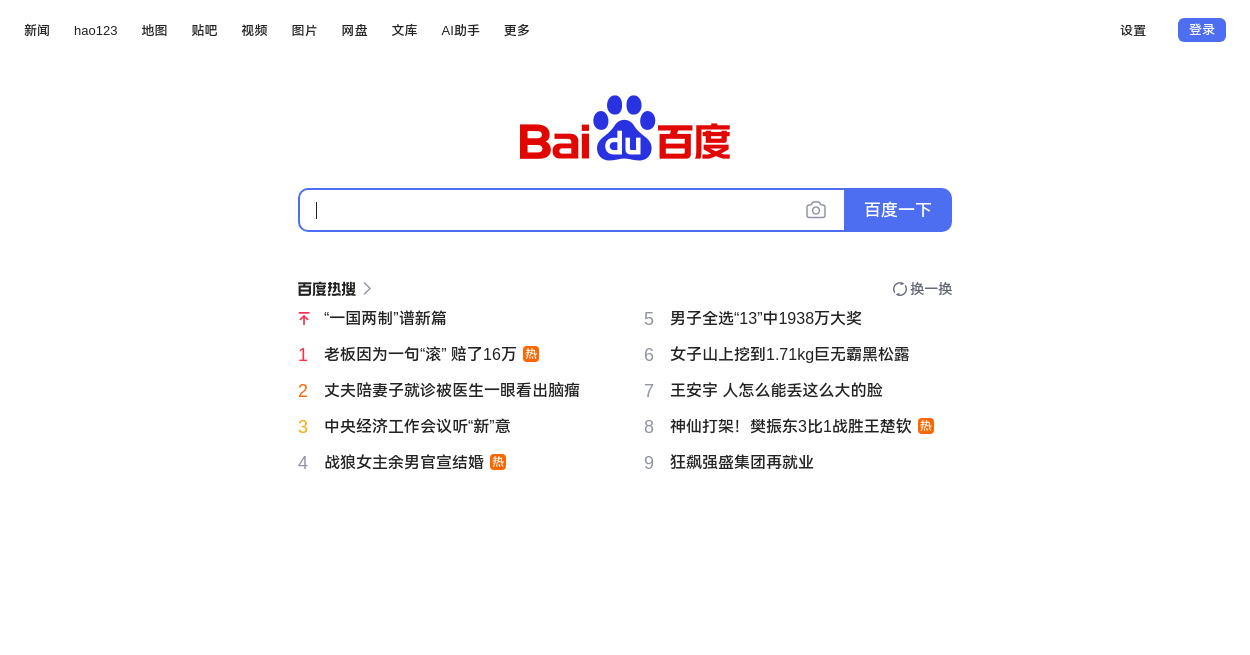 新闻 hao123 地图 贴吧 视频 图片 网盘 文库 AI助手 更多 设置 登录
Bai du 百度
百度一下
百度热搜 换一换
“一国两制”谱新篇
1 老板因为一句“滚” 赔了16万 热
2 丈夫陪妻子就诊被医生一眼看出脑瘤
3 中央经济工作会议听“新”意
4 战狼女主余男官宣结婚 热
5 男子全选“13”中1938万大奖
6 女子山上挖到1.71kg巨无霸黑松露
7 王安宇 人怎么能丢这么大的脸
8 神仙打架！樊振东3比1战胜王楚钦 热
9 狂飙强盛集团再就业